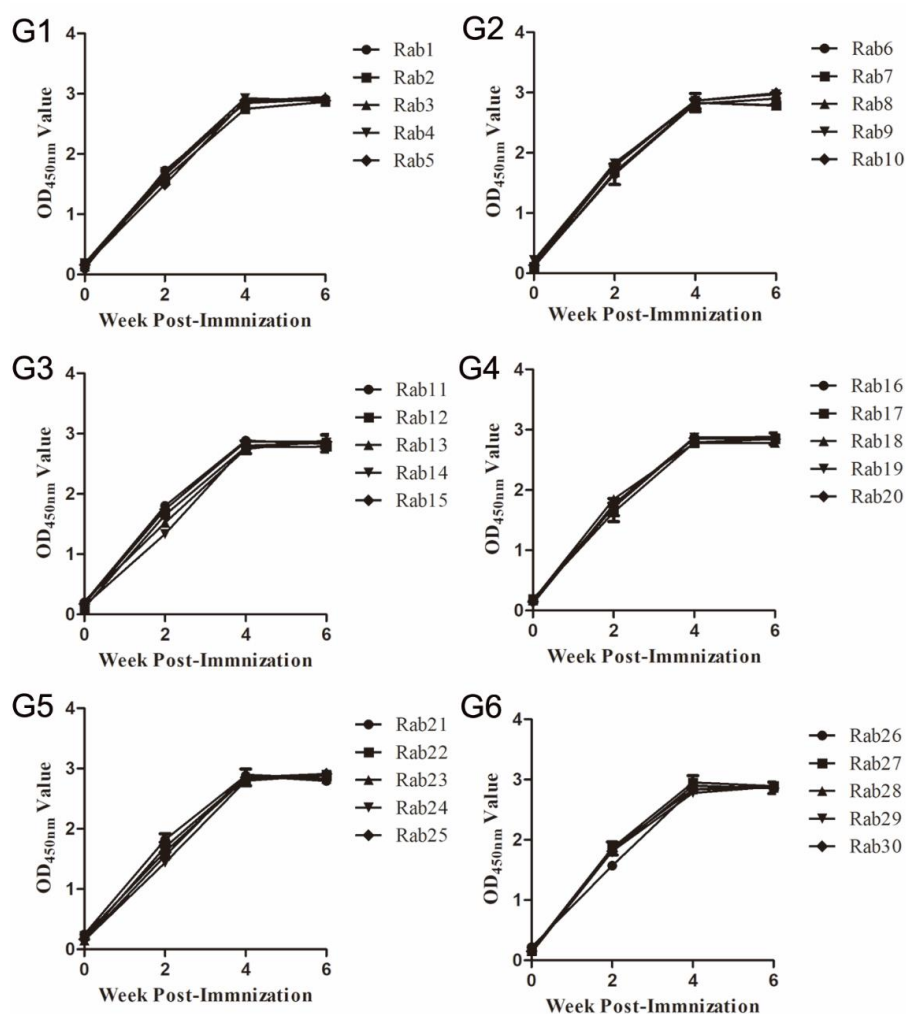 G1
4
3
2
1
0
0 2 4 6
OD450nm Value
Week Post-Immnization
Rab1
Rab2
Rab3
Rab4
Rab5
G2
4
3
2
1
0
0 2 4 6
OD450nm Value
Week Post-Immnization
Rab6
Rab7
Rab8
Rab9
Rab10
G3
4
3
2
1
0
0 2 4 6
OD450nm Value
Week Post-Immnization
Rab11
Rab12
Rab13
Rab14
Rab15
G4
4
3
2
1
0
0 2 4 6
OD450nm Value
Week Post-Immnization
Rab16
Rab17
Rab18
Rab19
Rab20
G5
4
3
2
1
0
0 2 4 6
OD450nm Value
Week Post-Immnization
Rab21
Rab22
Rab23
Rab24
Rab25
G6
4
3
2
1
0
0 2 4 6
OD450nm Value
Week Post-Immnization
Rab26
Rab27
Rab28
Rab29
Rab30